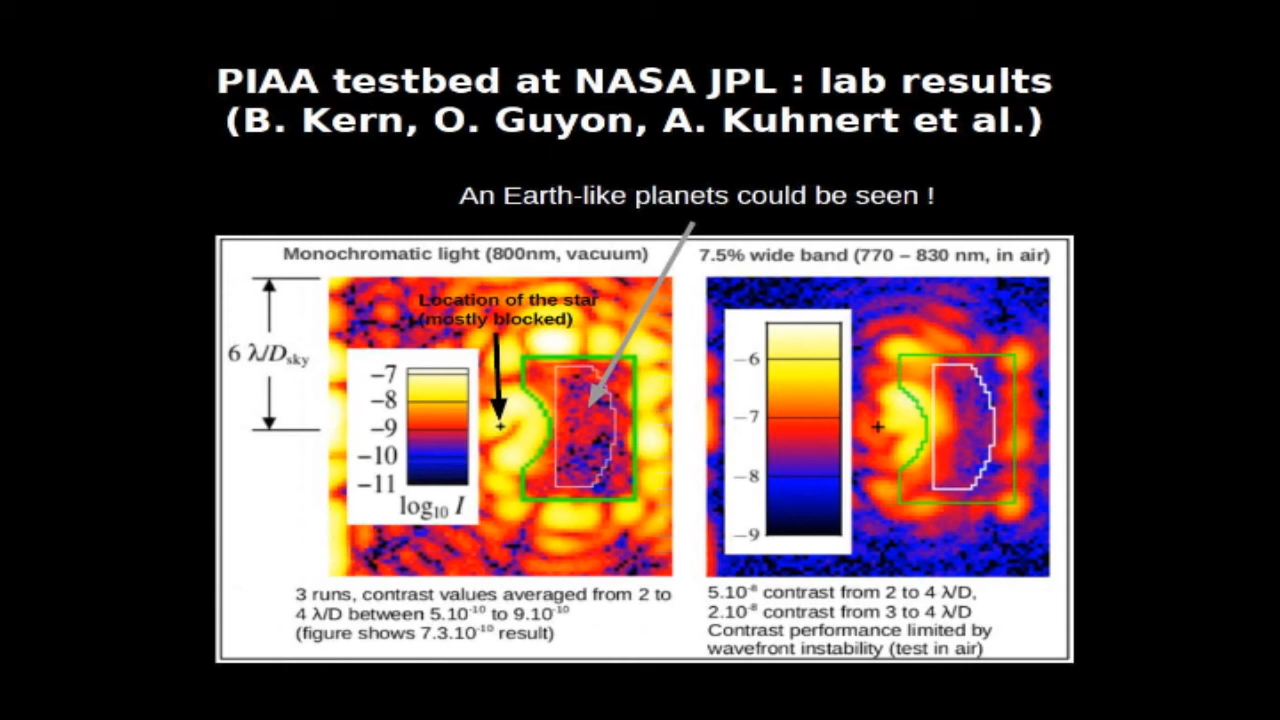 PIAA testbed at NASA JPL : lab results
(B. Kern, O. Guyon, A. Kuhnert et al.)
An Earth-like planets could be seen !
Monochromatic light (800nm, vacuum)
7.5% wide band (770 – 830 nm, in air)
Location of the star
(mostly blocked)
6 λ/Dsky
−7
−8
−9
−10
−11
log10 I
−6
−7
−8
−9
3 runs, contrast values averaged from 2 to
4 λ/D between 5.10-10 to 9.10-10
(figure shows 7.3.10-10 result)
5.10-8 contrast from 2 to 4 λ/D,
2.10-8 contrast from 3 to 4 λ/D
Contrast performance limited by
wavefront instability (test in air)